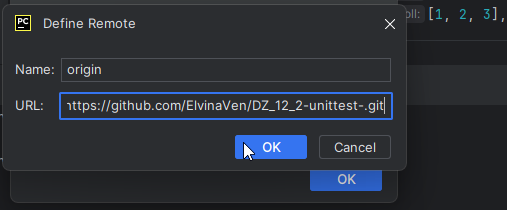 PC Define Remote
oll: [1, 2, 3],
Name: origin
URL: https://github.com/ElvinaVen/DZ_12_2-unittest-.git
OK Cancel
OK